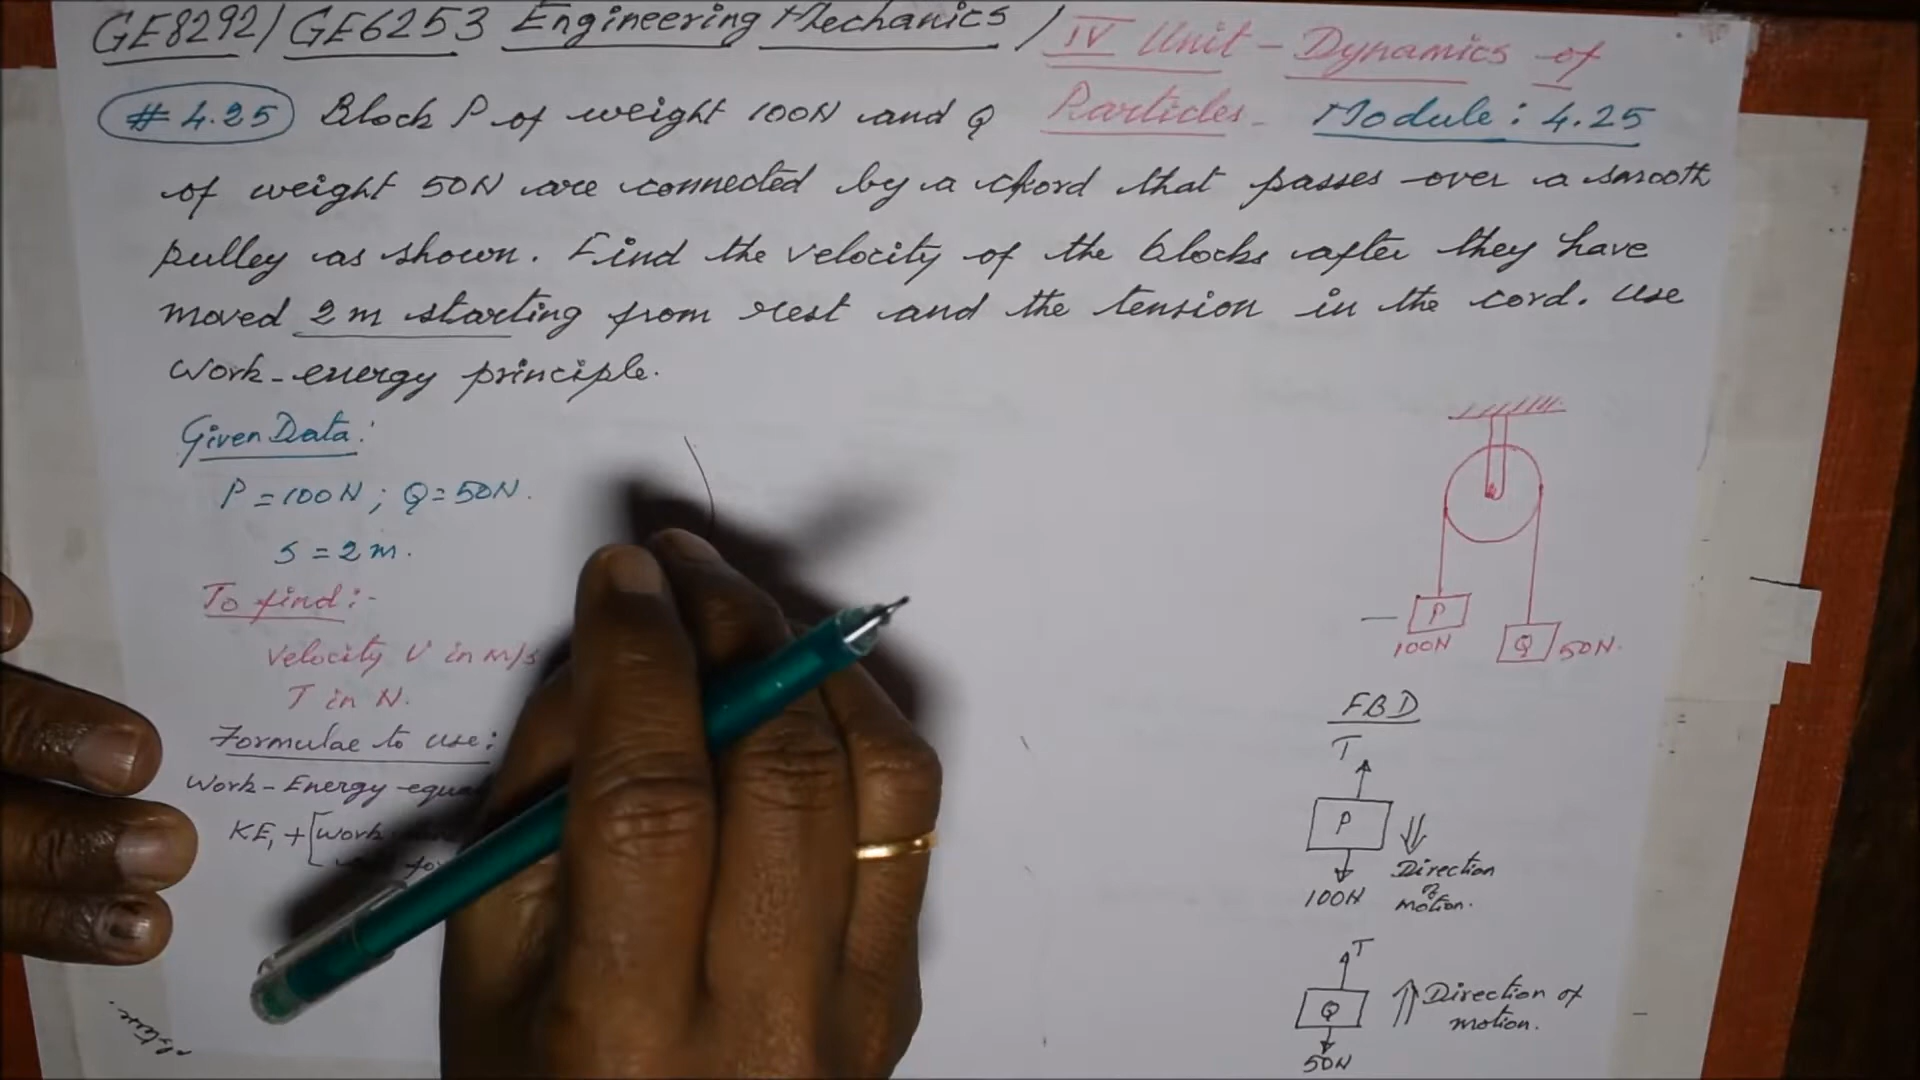 GE8292/ GE6253 Engineering Mechanics / IV Unit - Dynamics of
Particles. Module: 4.25
# 4.25 Block P of weight 100N and Q
of weight 50N are connected by a chord that passes over a smooth
pulley as shown. Find the velocity of the blocks after they have
moved 2 m starting from rest and the tension in the cord. Use
Work-energy principle.
Given Data:
P = 100N ; Q = 50N.
S = 2 m.
To find:-
Velocity V in m/s
T in N.
Formulae to use:
Work - Energy
KE₁ + [Work
P
100N
Q
50N.
FBD
T
P
100N
Direction
of
motion.
T
Q
50N
Direction of
motion.